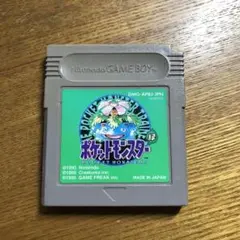 Nintendo GAME BOY
DMG-APBJ-JPN
ポケットモンスター
©1995 Nintendo
©1995 Creatures inc.
©1995 GAME FREAK inc.
MADE IN JAPAN